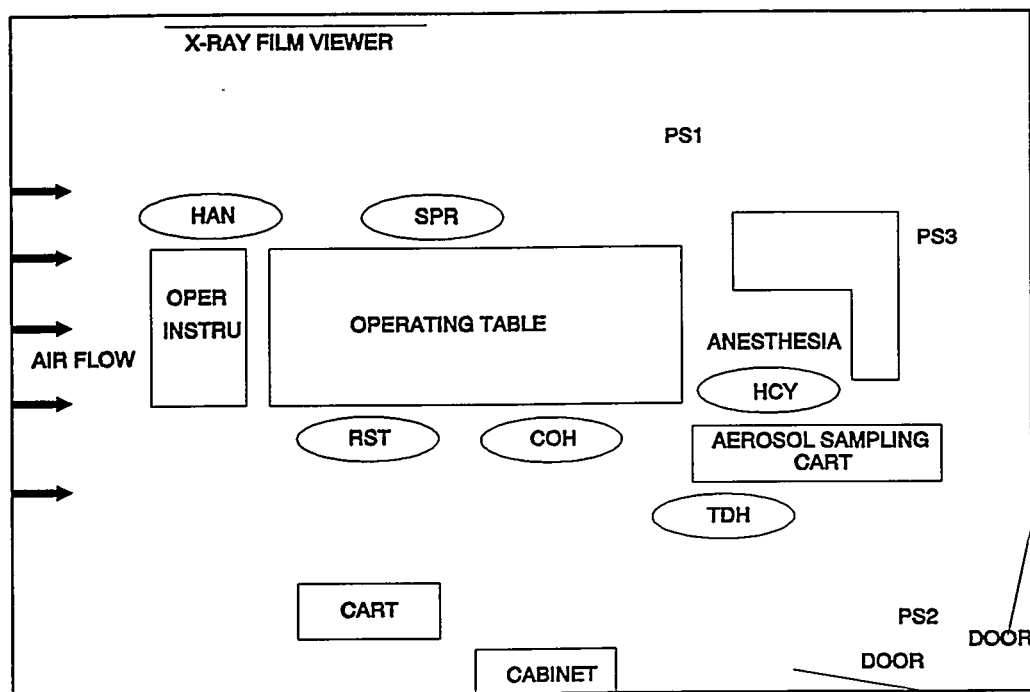 X-RAY FILM VIEWER
PS1
HAN
SPR
PS3
OPER
INSTRU
OPERATING TABLE
ANESTHESIA
AIR FLOW
HCY
RST
COH
AEROSOL SAMPLING
CART
TDH
CART
PS2
DOOR
DOOR
CABINET